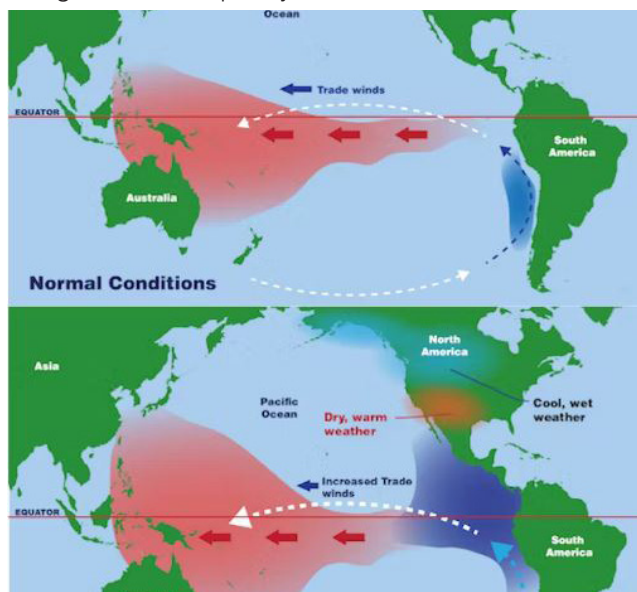 Ocean
Trade winds
EQUATOR
South
America
Australia
Normal Conditions
Asia
North
America
Pacific
Ocean
Cool, wet
weather
Dry, warm
weather
Increased Trade
winds
EQUATOR
South
America